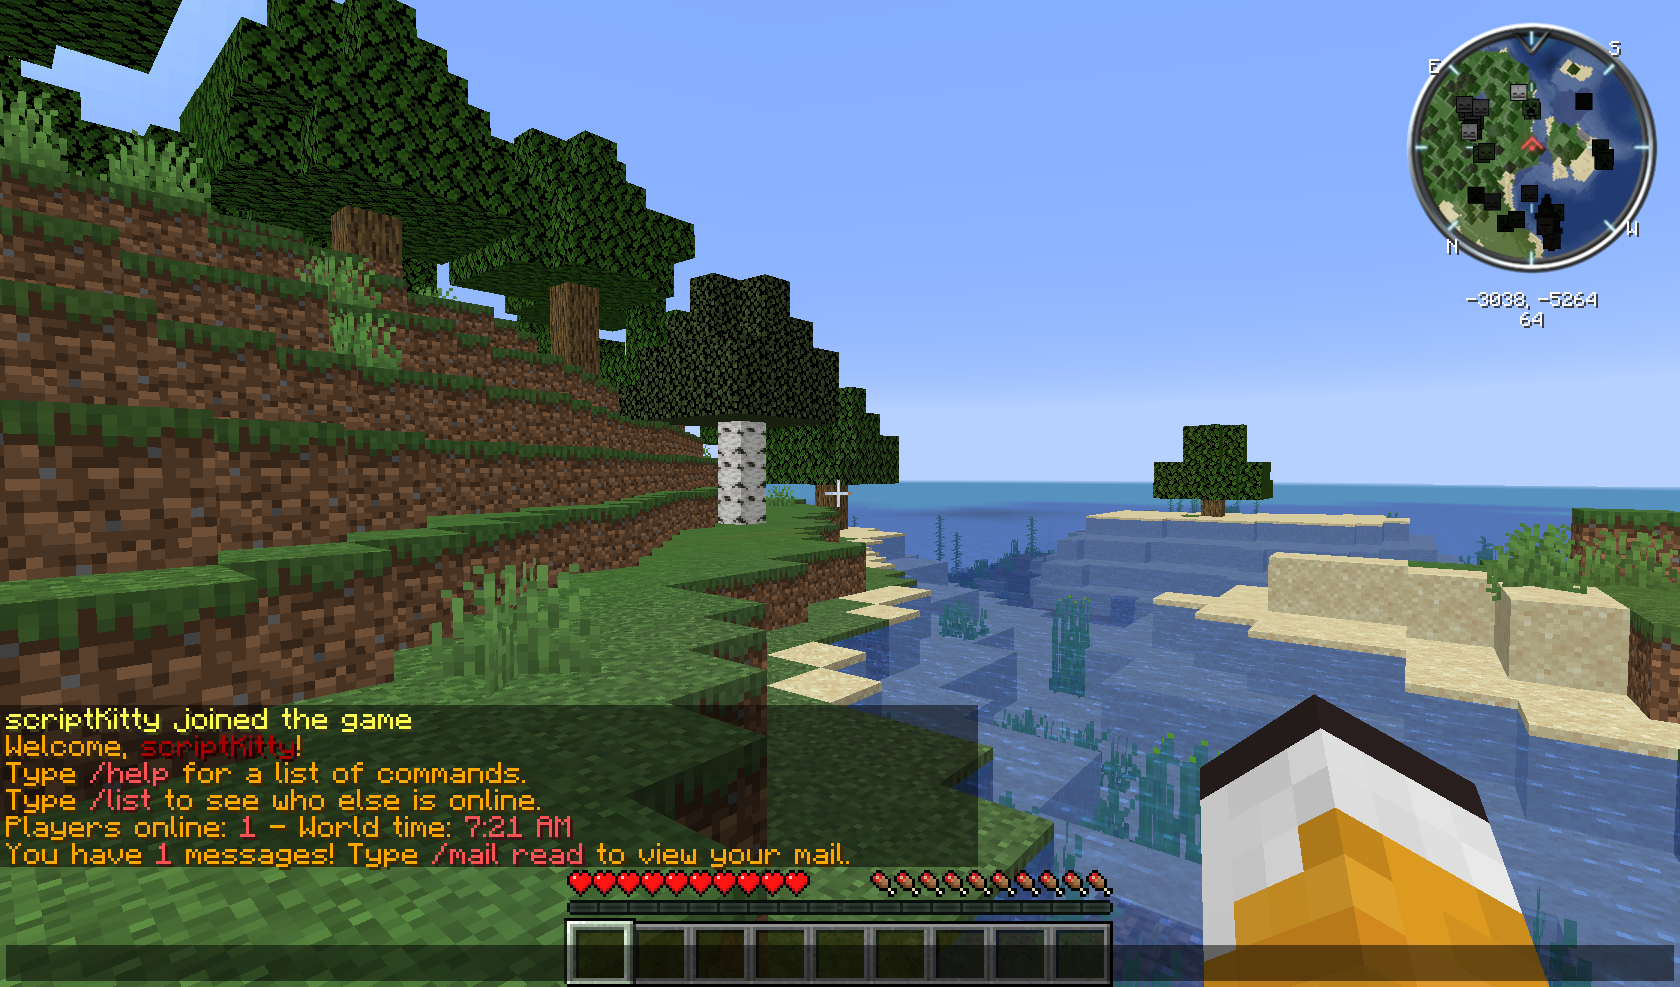 S
E
W
N
-3038, -5264
64
scriptKitty joined the game
Welcome, scriptKitty!
Type /help for a list of commands.
Type /list to see who else is online.
Players online: 1 - World time: 7:21 AM
You have 1 messages! Type /mail read to view your mail.